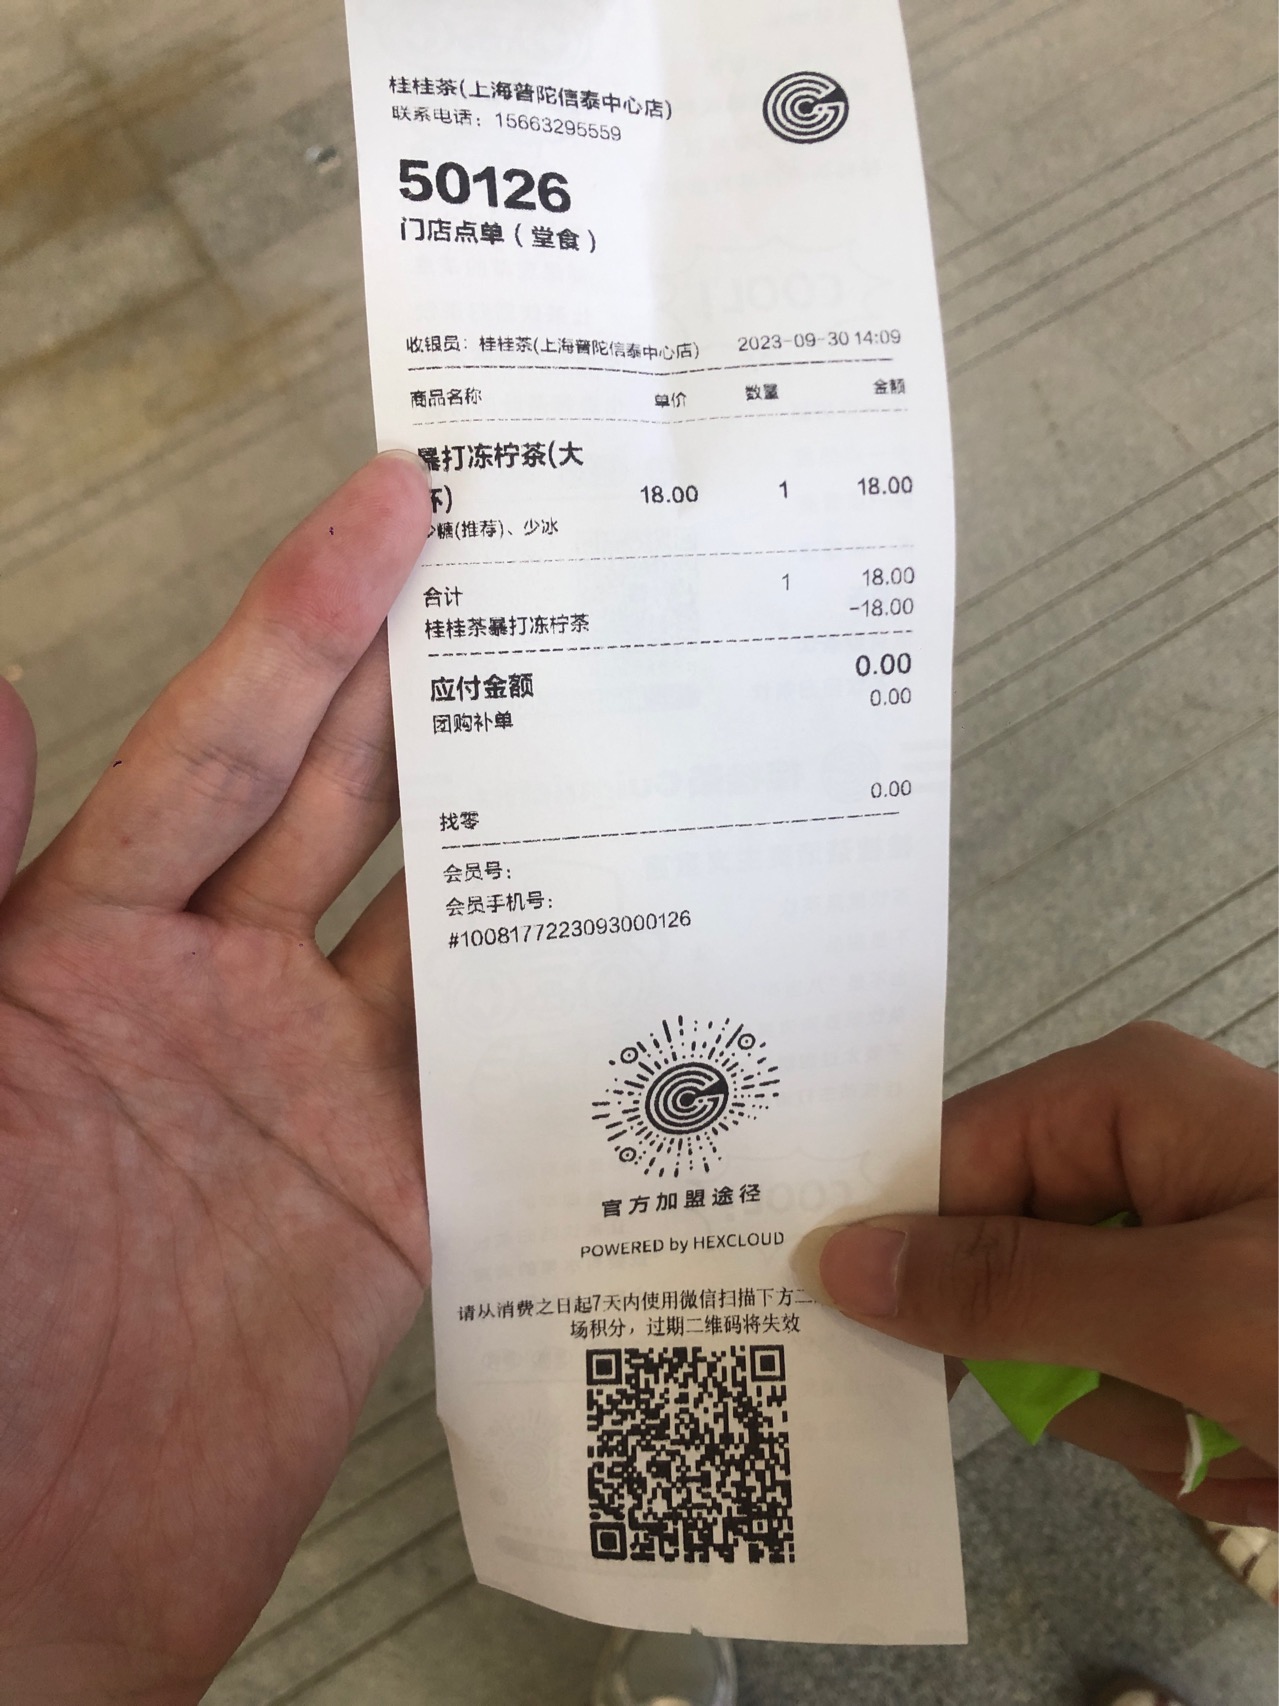 桂桂茶(上海普陀信泰中心店)
联系电话：15663295559
50126
门店点单（堂食）
收银员：桂桂茶(上海普陀信泰中心店) 2023-09-30 14:09
商品名称 单价 数量 金额
暴打冻柠茶(大
杯) 18.00 1 18.00
少糖(推荐)、少冰
合计 1 18.00
桂桂茶暴打冻柠茶 -18.00
应付金额 0.00
团购补单 0.00
找零 0.00
会员号：
会员手机号：
#1008177223093000126
官方加盟途径
POWERED by HEXCLOUD
请从消费之日起7天内使用微信扫描下方二
场积分，过期二维码将失效